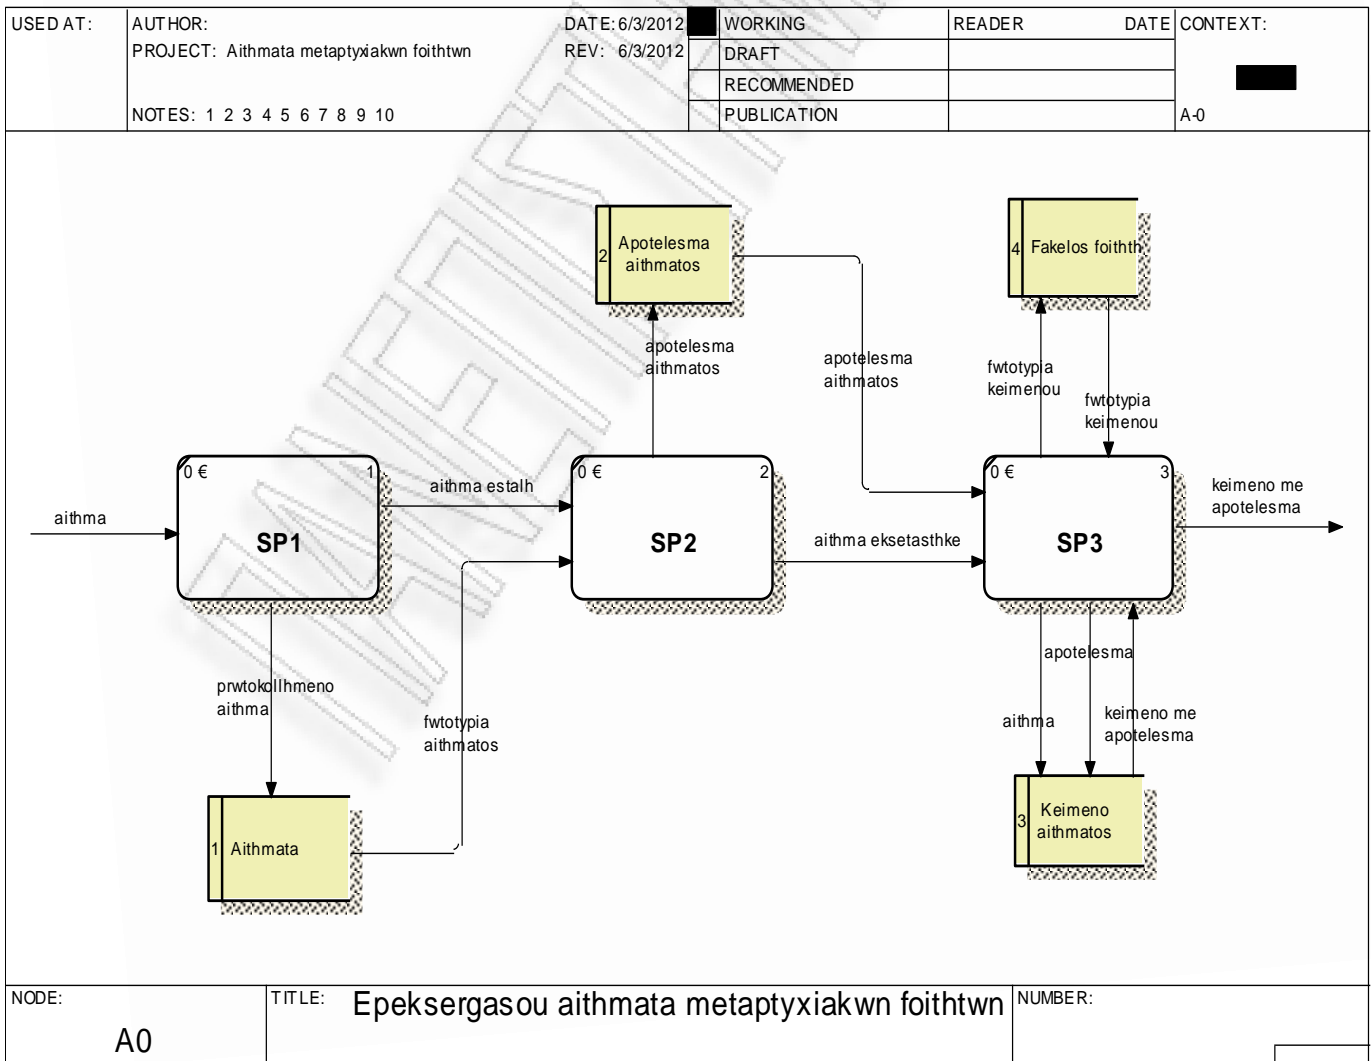 USED AT:
AUTHOR:
DATE: 6/3/2012
WORKING
READER
DATE
CONTEXT:
PROJECT: Aithmata metaptyxiakwn foithtwn
REV: 6/3/2012
DRAFT
RECOMMENDED
NOTES: 1 2 3 4 5 6 7 8 9 10
PUBLICATION
A-0
2
Apotelesma
aithmatos
4
Fakelos foithth
apotelesma
aithmatos
apotelesma
aithmatos
fwtotypia
keimenou
fwtotypia
keimenou
aithma
0 €
1
SP1
aithma estalh
0 €
2
SP2
aithma eksetasthke
0 €
3
SP3
keimeno me
apotelesma
prwtokollhmeno
aithma
fwtotypia
aithmatos
apotelesma
aithma
keimeno me
apotelesma
1
Aithmata
3
Keimeno
aithmatos
NODE:
A0
TITLE:
Epeksergasou aithmata metaptyxiakwn foithtwn
NUMBER: